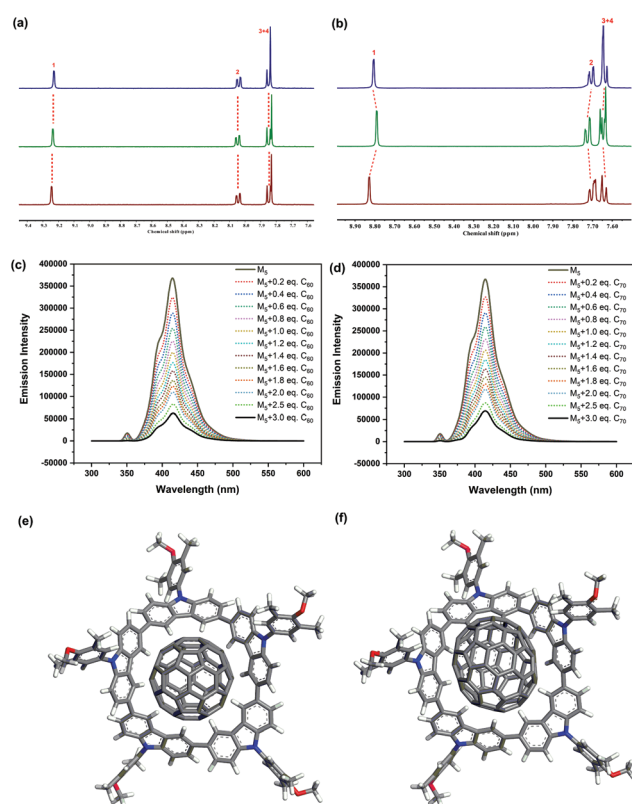 (a)
1
2
3+4
9.4 9.3 9.2 9.1 9.0 8.9 8.8 8.7 8.6 8.5 8.4 8.3 8.2 8.1 8.0 7.9 7.8 7.7 7.6
Chemical shift (ppm)
(b)
1
2
3+4
8.90 8.80 8.70 8.60 8.50 8.40 8.30 8.20 8.10 8.00 7.90 7.80 7.70 7.60
Chemical shift (ppm)
(c)
400000
350000
300000
250000
200000
150000
100000
50000
0
-50000
Emission Intensity
M5
M5+0.2 eq. C60
M5+0.4 eq. C60
M5+0.6 eq. C60
M5+0.8 eq. C60
M5+1.0 eq. C60
M5+1.2 eq. C60
M5+1.4 eq. C60
M5+1.6 eq. C60
M5+1.8 eq. C60
M5+2.0 eq. C60
M5+2.5 eq. C60
M5+3.0 eq. C60
300 350 400 450 500 550 600
Wavelength (nm)
(d)
400000
350000
300000
250000
200000
150000
100000
50000
0
-50000
Emission Intensity
M5
M5+0.2 eq. C70
M5+0.4 eq. C70
M5+0.6 eq. C70
M5+0.8 eq. C70
M5+1.0 eq. C70
M5+1.2 eq. C70
M5+1.4 eq. C70
M5+1.6 eq. C70
M5+1.8 eq. C70
M5+2.0 eq. C70
M5+2.5 eq. C70
M5+3.0 eq. C70
300 350 400 450 500 550 600
Wavelength (nm)
(e)
(f)